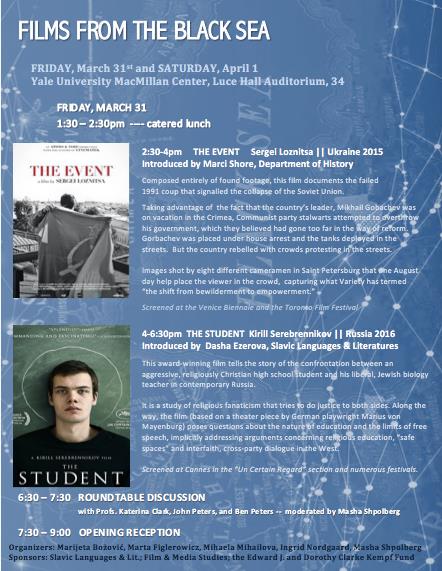 FILMS FROM THE BLACK SEA
FRIDAY, March 31st and SATURDAY, April 1
Yale University MacMillan Center, Luce Hall Auditorium, 34
FRIDAY, MARCH 31
1:30 – 2:30pm ---- catered lunch
THE EVENT
a film by SERGEI LOZNITSA
2:30-4pm THE EVENT Sergei Loznitsa || Ukraine 2015
Introduced by Marci Shore, Department of History
Composed entirely of found footage, this film documents the failed
1991 coup that signalled the collapse of the Soviet Union.
Taking advantage of the fact that the country's leader, Mikhail Gobachev was
on vacation in the Crimea, Communist party stalwarts attempted to overthrow
his government, which they believed had gone too far in the way of reform.
Gorbachev was placed under house arrest and the tanks deployed in the
streets. But the country rebelled with crowds protesting in the streets.
Images shot by eight different cameramen in Saint Petersburg that one August
day help place the viewer in the crowd, capturing what Variety has termed
"the shift from bewilderment to empowerment."
Screened at the Venice Biennale and the Toronto Film Festival
4-6:30pm THE STUDENT Kirill Serebrennikov || Russia 2016
Introduced by Dasha Ezerova, Slavic Languages & Literatures
This award-winning film tells the story of the confrontation between an
aggressive, religiously Christian high school student and his liberal, Jewish biology
teacher in contemporary Russia.
It is a study of religious fanaticism that tries to do justice to both sides. Along the
way, the film (based on a theater piece by German playwright Marius von
Mayenburg) poses questions about the nature of education and the limits of free
speech, implicitly addressing arguments concerning religious education, "safe
spaces" and interfaith, cross-party dialogue in the West.
Screened at Cannes in the "Un Certain Regard" section and numerous festivals.
A KIRILL SEREBRENNIKOV FILM
THE
STUDENT
6:30 – 7:30 ROUNDTABLE DISCUSSION
with Profs. Katerina Clark, John Peters, and Ben Peters -- moderated by Masha Shpolberg
7:30 – 9:00 OPENING RECEPTION
Organizers: Marijeta Božović, Marta Figlerowicz, Mihaela Mihailova, Ingrid Nordgaard, Masha Shpolberg
Sponsors: Slavic Languages & Lit.; Film & Media Studies; the Edward J. and Dorothy Clarke Kempf Fund